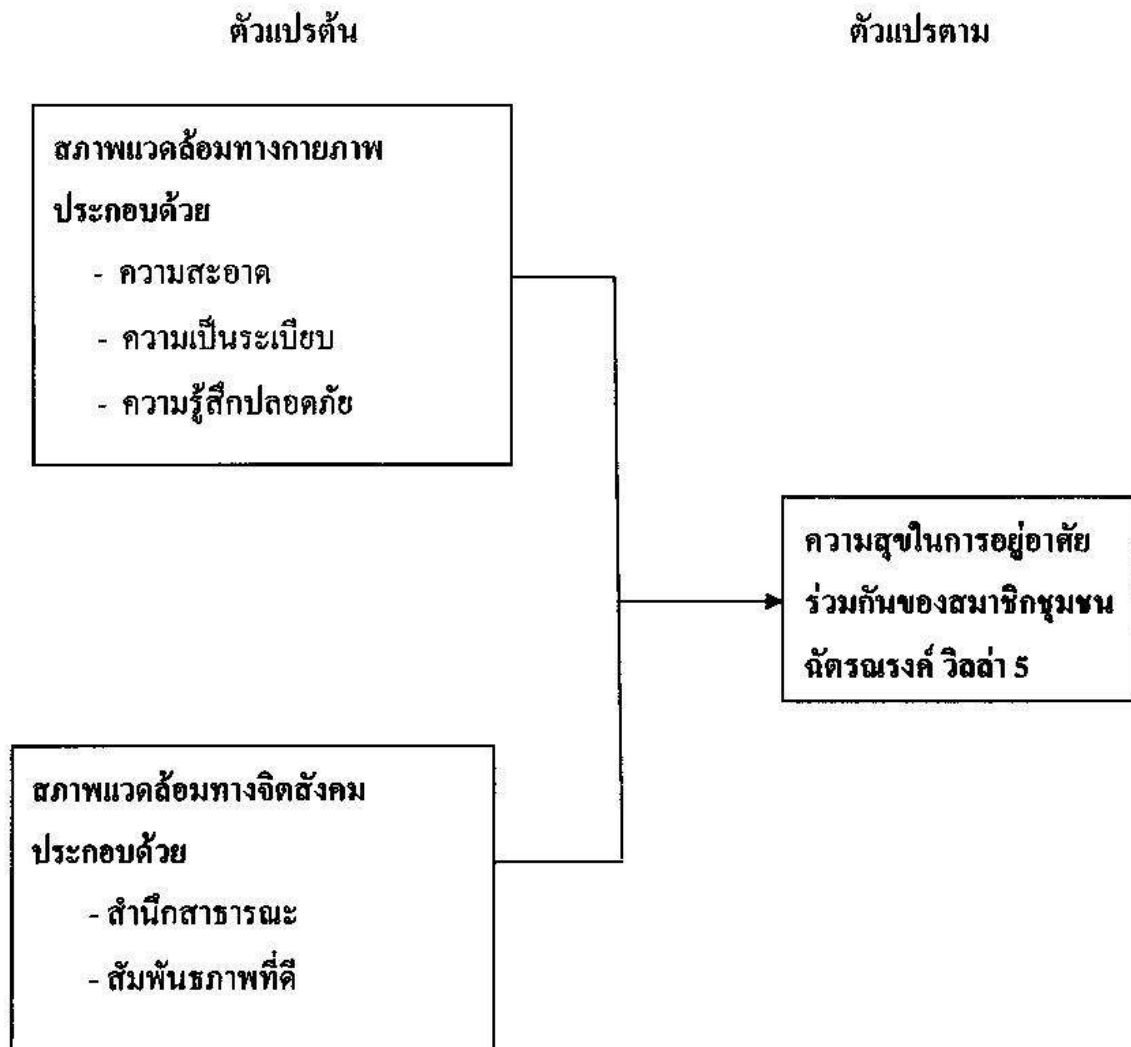 ตัวแปรต้น
ตัวแปรตาม
สภาพแวดล้อมทางกายภาพ
ประกอบด้วย
- ความสะอาด
- ความเป็นระเบียบ
- ความรู้สึกปลอดภัย
ความสุขในการอยู่อาศัย
ร่วมกันของสมาชิกชุมชน
ฉัตรณรงค์ วิลล่า 5
สภาพแวดล้อมทางจิตสังคม
ประกอบด้วย
- สำนึกสาธารณะ
- สัมพันธภาพที่ดี